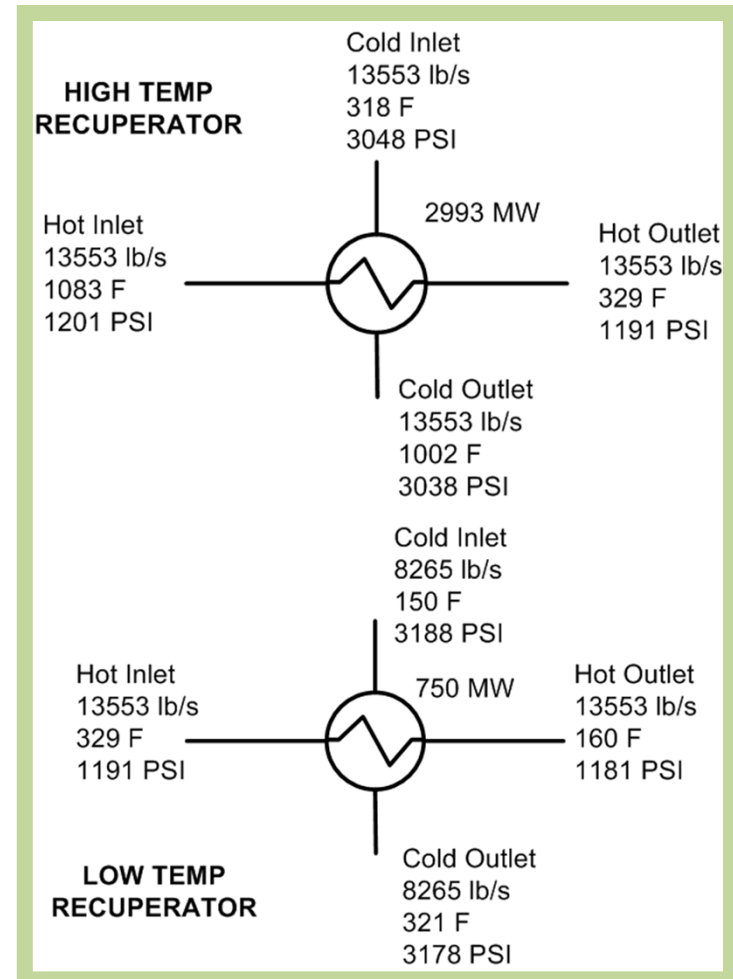 HIGH TEMP
RECUPERATOR
Cold Inlet
13553 lb/s
318 F
3048 PSI
2993 MW
Hot Inlet
13553 lb/s
1083 F
1201 PSI
Hot Outlet
13553 lb/s
329 F
1191 PSI
Cold Outlet
13553 lb/s
1002 F
3038 PSI
Cold Inlet
8265 lb/s
150 F
3188 PSI
750 MW
Hot Inlet
13553 lb/s
329 F
1191 PSI
Hot Outlet
13553 lb/s
160 F
1181 PSI
Cold Outlet
8265 lb/s
321 F
3178 PSI
LOW TEMP
RECUPERATOR